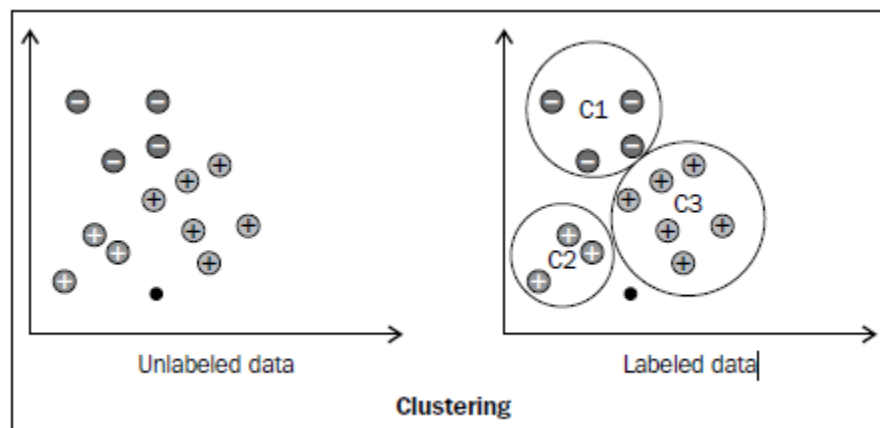 C1
C3
C2
Unlabeled data
Labeled data
Clustering